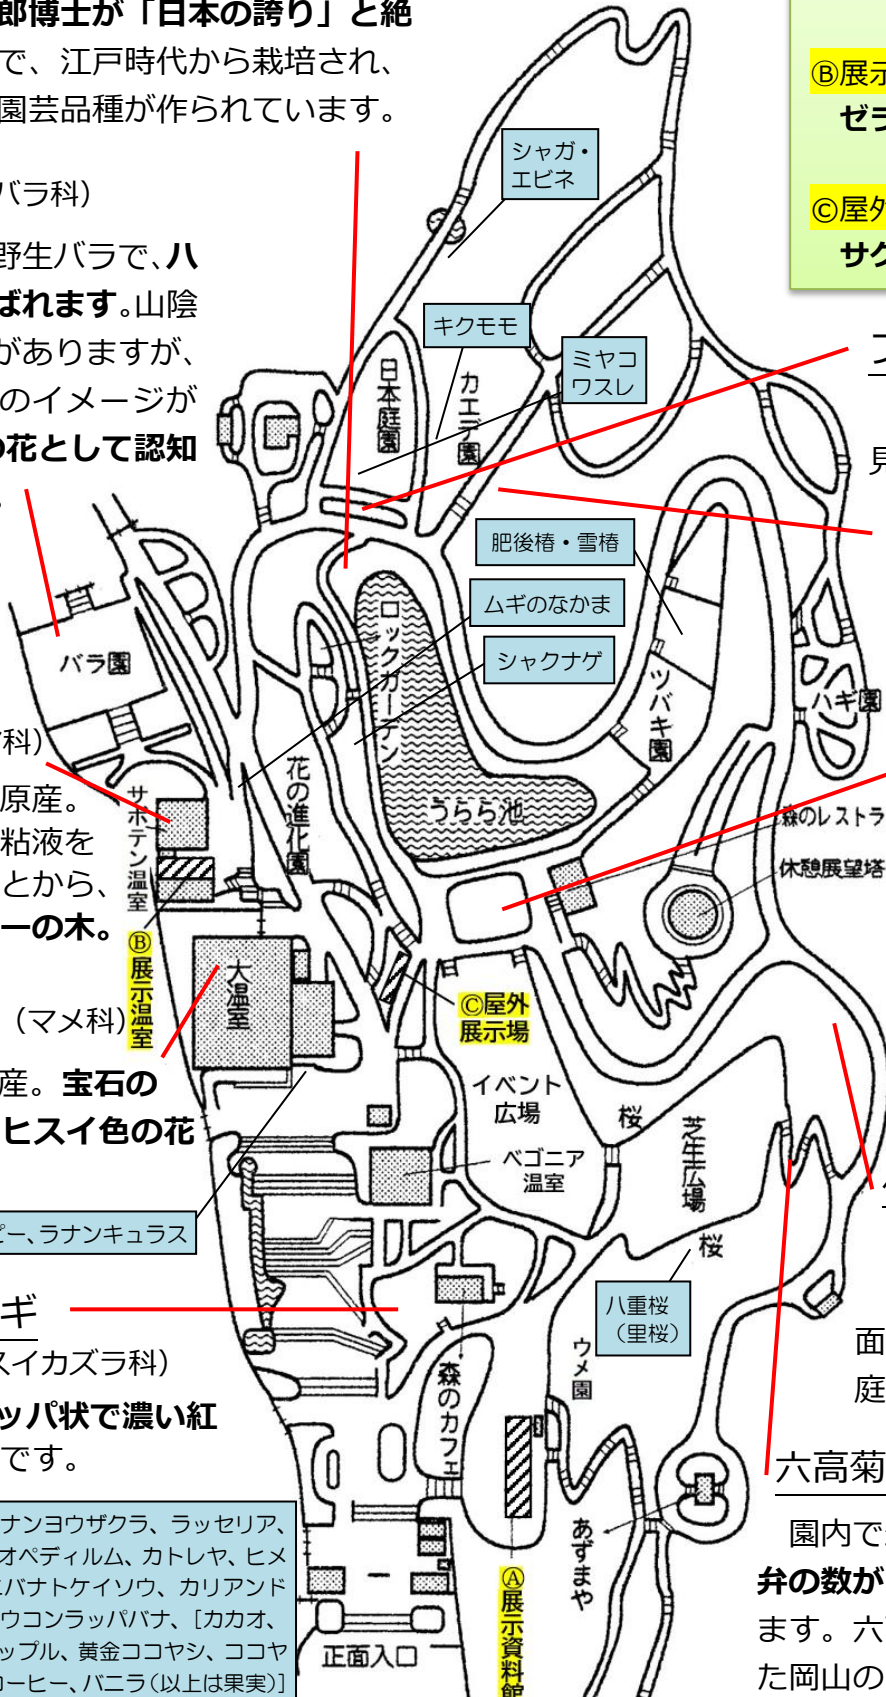 郎博士が「日本の誇り」と絶
で、江戸時代から栽培され、
園芸品種が作られています。
バラ科）
野生バラで、ハ
ばれます。山陰
がありますが、
のイメージが
の花として認知
。
Ⓑ展示
ゼラ
Ⓒ屋外
サク
シャガ・
エビネ
キクモモ
ミヤコ
ワスレ
日本庭園
カエデ園
見
肥後椿・雪椿
ムギのなかま
シャクナゲ
ロックガーデン
ツバキ園
ハギ園
バラ園
花の進化園
うらら池
科）
原産。
粘液を
とから、
ーの木。
サボテン温室
Ⓑ展示温室
森のレストラ
休憩展望塔
大温室
Ⓒ屋外
展示場
（マメ科）
産。宝石の
ヒスイ色の花
イベント
広場
桜
芝生広場
ベゴニア
温室
桜
ピー、ラナンキュラス
八重桜
（里桜）
ギ
スイカズラ科）
ッパ状で濃い紅
です。
ウメ園
森のカフェ
面
庭
六高菊
園内で
弁の数が
ます。六
た岡山の
あずまや
Ⓐ展示資料館
正面入口
ナンヨウザクラ、ラッセリア、
オペディルム、カトレヤ、ヒメ
ニバナトケイソウ、カリアンド
ウコンラッパバナ、［カカオ、
ップル、黄金ココヤシ、ココヤ
コーヒー、バニラ（以上は果実）］